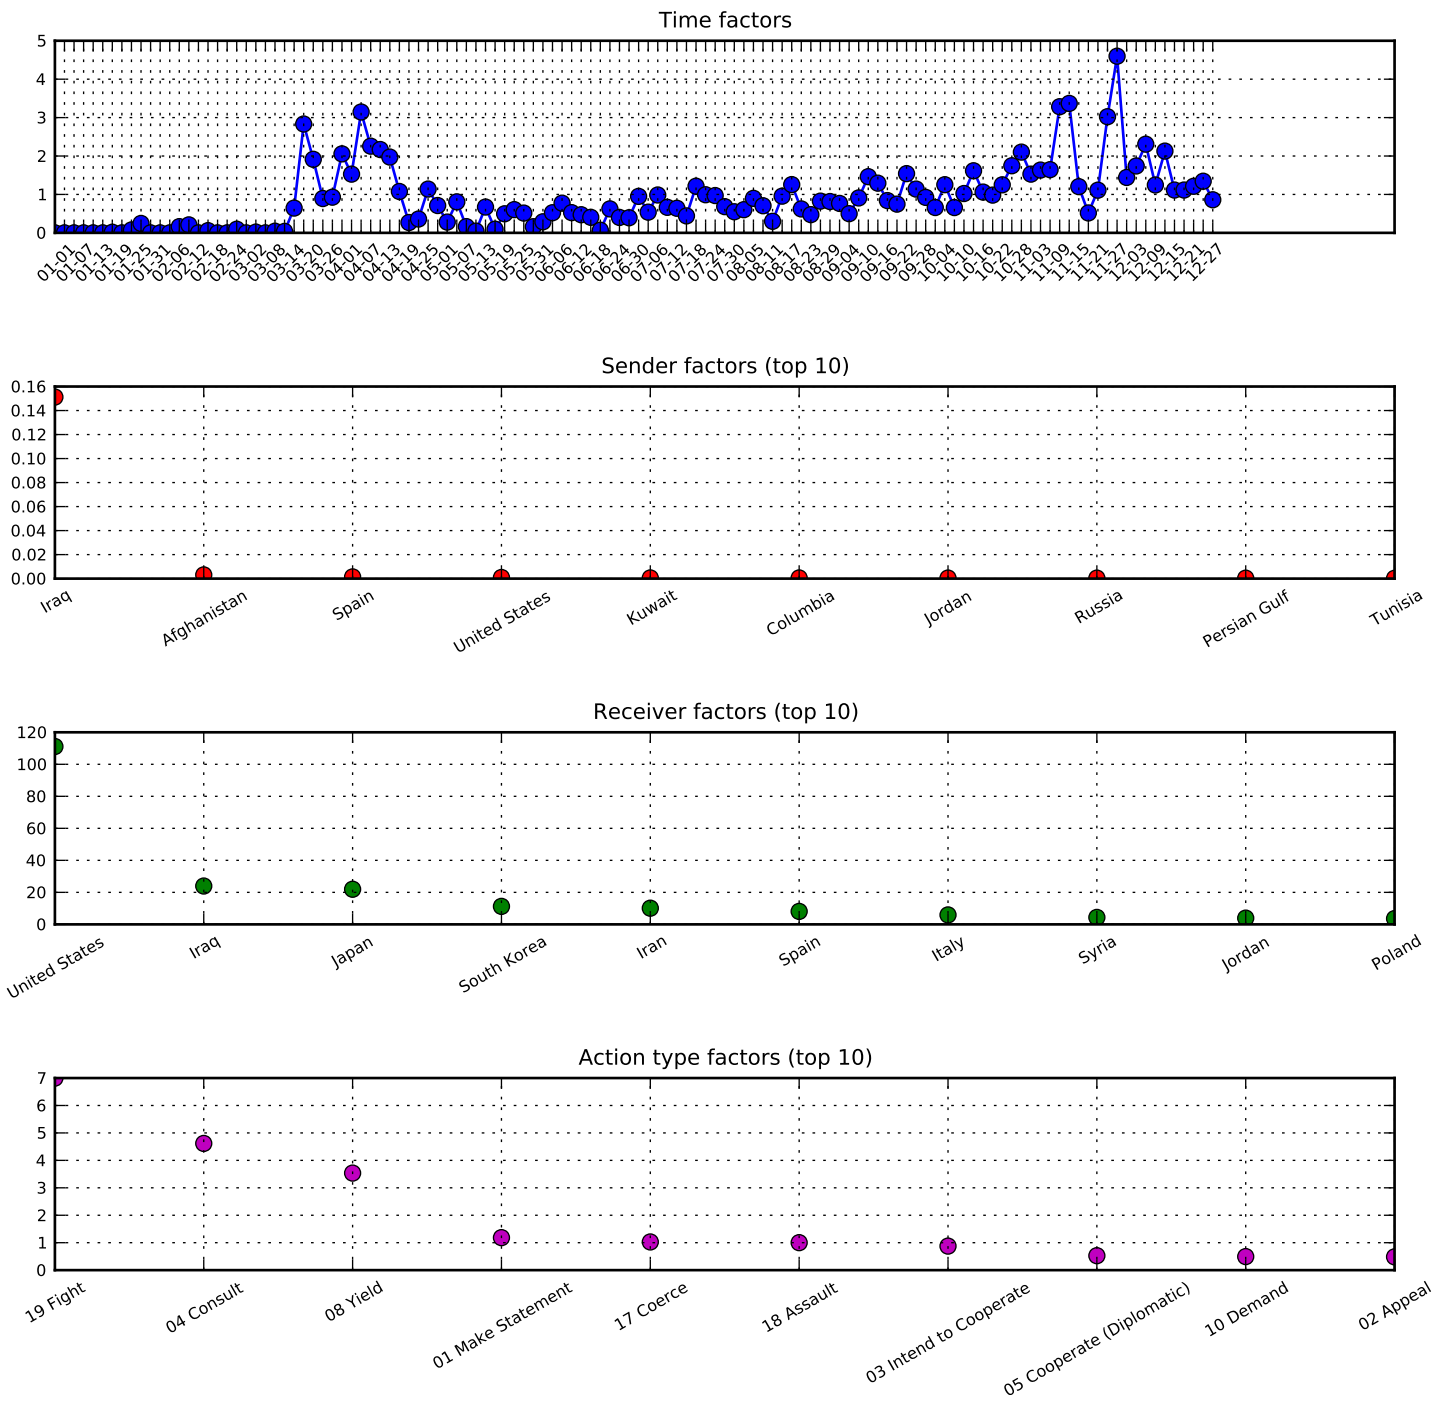 Time factors
5
4
3
2
1
0
01-01
01-07
01-13
01-19
01-25
01-31
02-06
02-12
02-18
02-24
03-02
03-08
03-14
03-20
03-26
04-01
04-07
04-13
04-19
04-25
05-01
05-07
05-13
05-19
05-25
05-31
06-06
06-12
06-18
06-24
06-30
07-06
07-12
07-18
07-24
07-30
08-05
08-11
08-17
08-23
08-29
09-04
09-10
09-16
09-22
09-28
10-04
10-10
10-16
10-22
10-28
11-03
11-09
11-15
11-21
11-27
12-03
12-09
12-15
12-21
12-27
Sender factors (top 10)
0.16
0.14
0.12
0.10
0.08
0.06
0.04
0.02
0.00
Iraq
Afghanistan
Spain
United States
Kuwait
Columbia
Jordan
Russia
Persian Gulf
Tunisia
Receiver factors (top 10)
120
100
80
60
40
20
0
United States
Iraq
Japan
South Korea
Iran
Spain
Italy
Syria
Jordan
Poland
Action type factors (top 10)
7
6
5
4
3
2
1
0
19 Fight
04 Consult
08 Yield
01 Make Statement
17 Coerce
18 Assault
03 Intend to Cooperate
05 Cooperate (Diplomatic)
10 Demand
02 Appeal